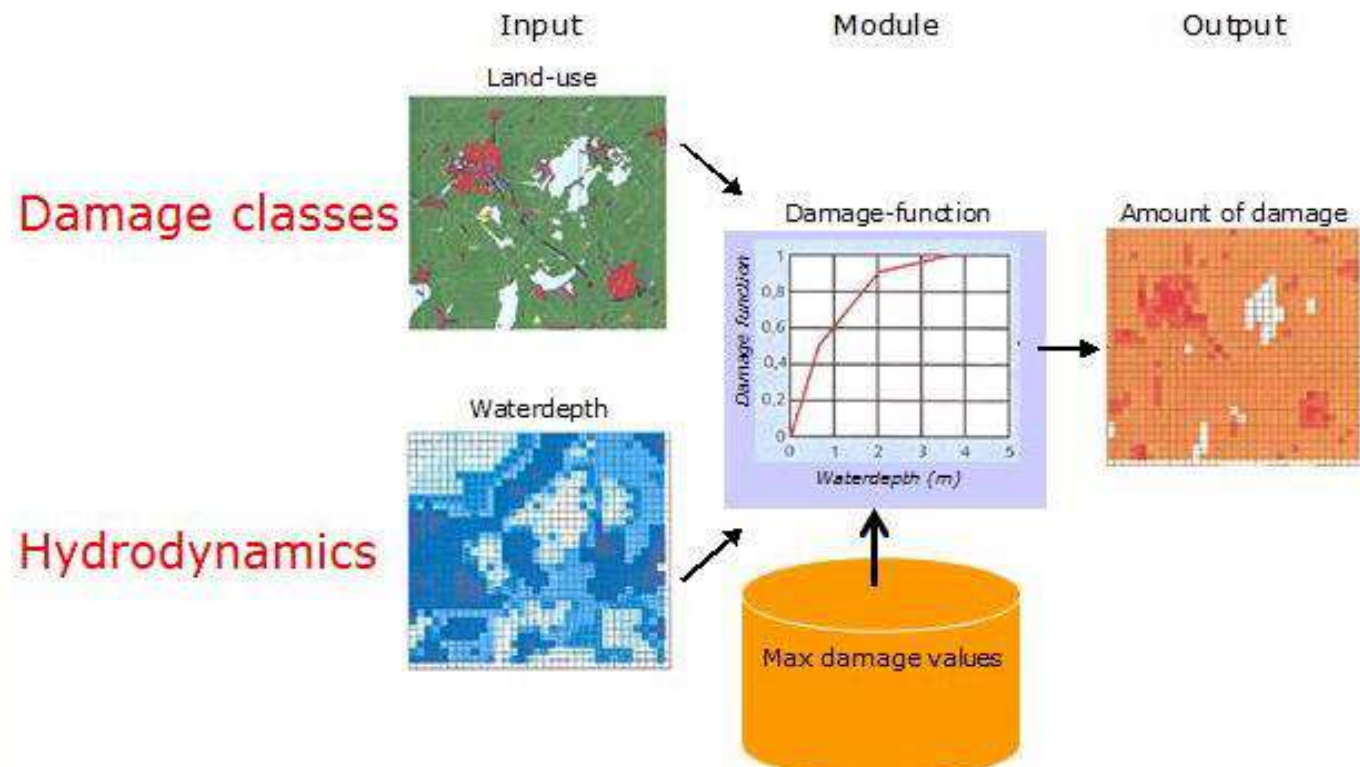 Input
Module
Output
Land-use
Damage classes
Damage-function
Amount of damage
Damage function
1
0,8
0,6
0,4
0,2
0
0 1 2 3 4 5
Waterdepth (m)
Waterdepth
Hydrodynamics
Max damage values